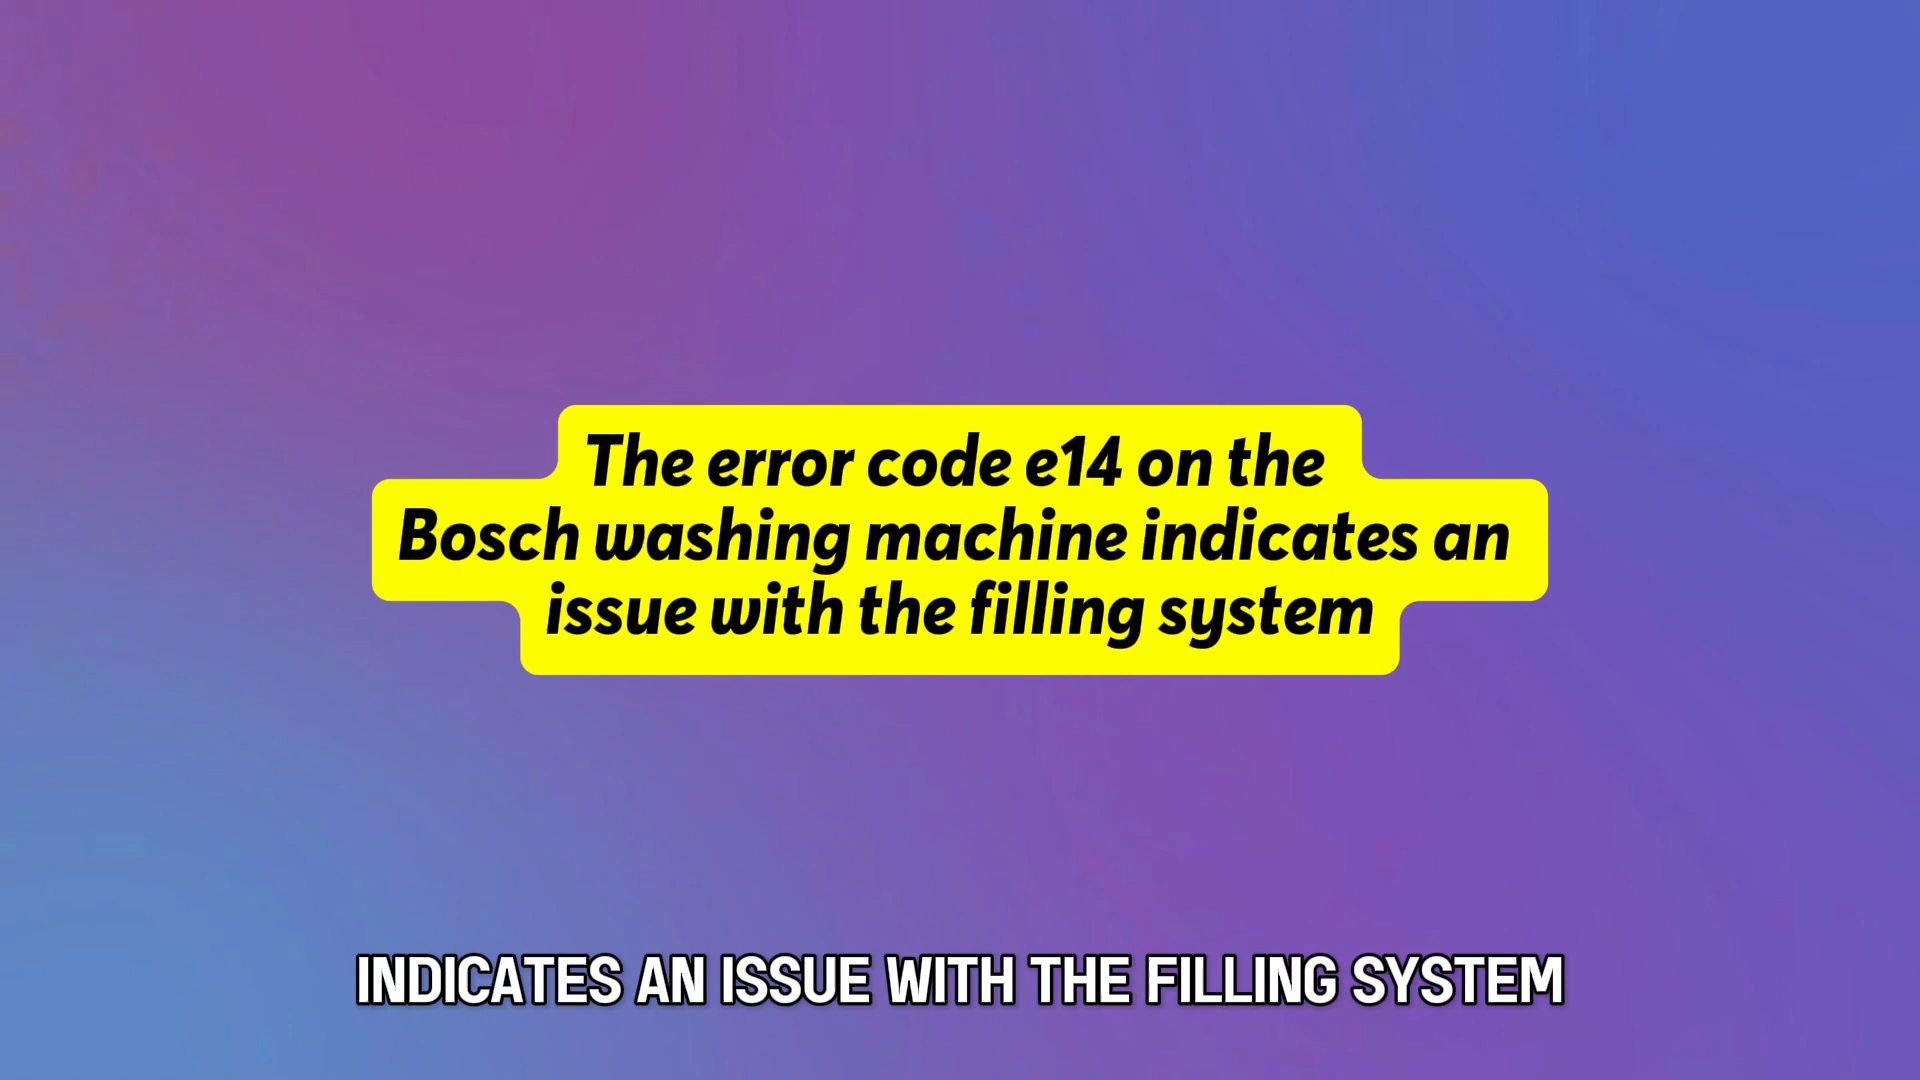 The error code e14 on the
Bosch washing machine indicates an
issue with the filling system
INDICATES AN ISSUE WITH THE FILLING SYSTEM